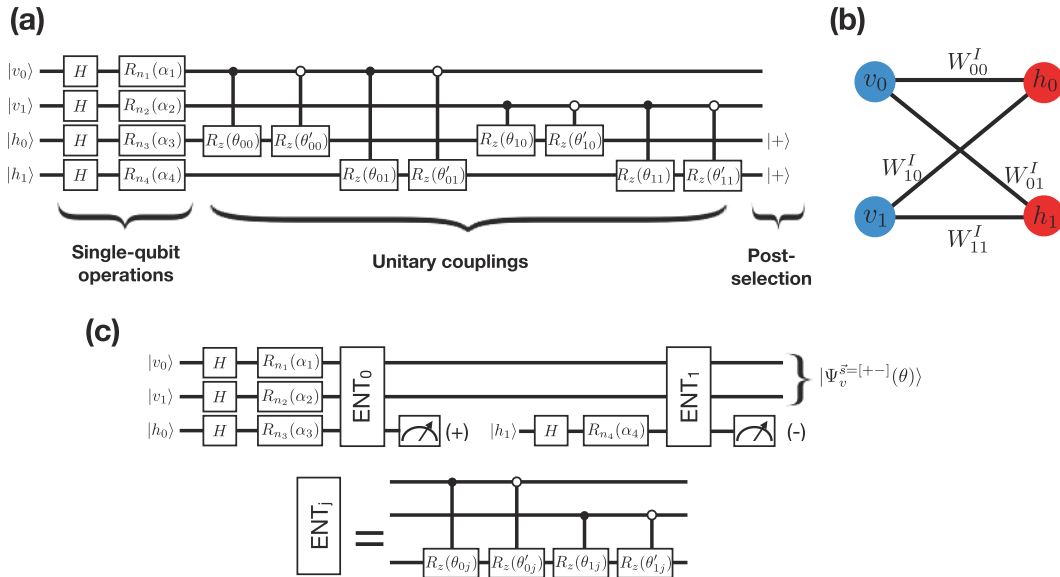 (a)
|v₀⟩ H R_{n₁}(α₁)
|v₁⟩ H R_{n₂}(α₂) R_z(θ₁₀) R_z(θ'₁₀) R_z(θ₁₁) R_z(θ'₁₁)
|h₀⟩ H R_{n₃}(α₃) R_z(θ₀₀) R_z(θ'₀₀) |+⟩
|h₁⟩ H R_{n₄}(α₄) R_z(θ₀₁) R_z(θ'₀₁) |+⟩
Single-qubit
operations
Unitary couplings
Post-
selection
(b)
W^I_{00}
v₀ h₀
W^I_{10} W^I_{01}
v₁ h₁
W^I_{11}
(c)
|v₀⟩ H R_{n₁}(α₁)
|v₁⟩ H R_{n₂}(α₂)
|h₀⟩ H R_{n₃}(α₃)
ENT₀
(+)
|h₁⟩ H R_{n₄}(α₄)
ENT₁
(-)
|Ψ_v^{s⃗=[+-]}(θ)⟩
ENT_j
=
R_z(θ_{0j}) R_z(θ'_{0j}) R_z(θ_{1j}) R_z(θ'_{1j})